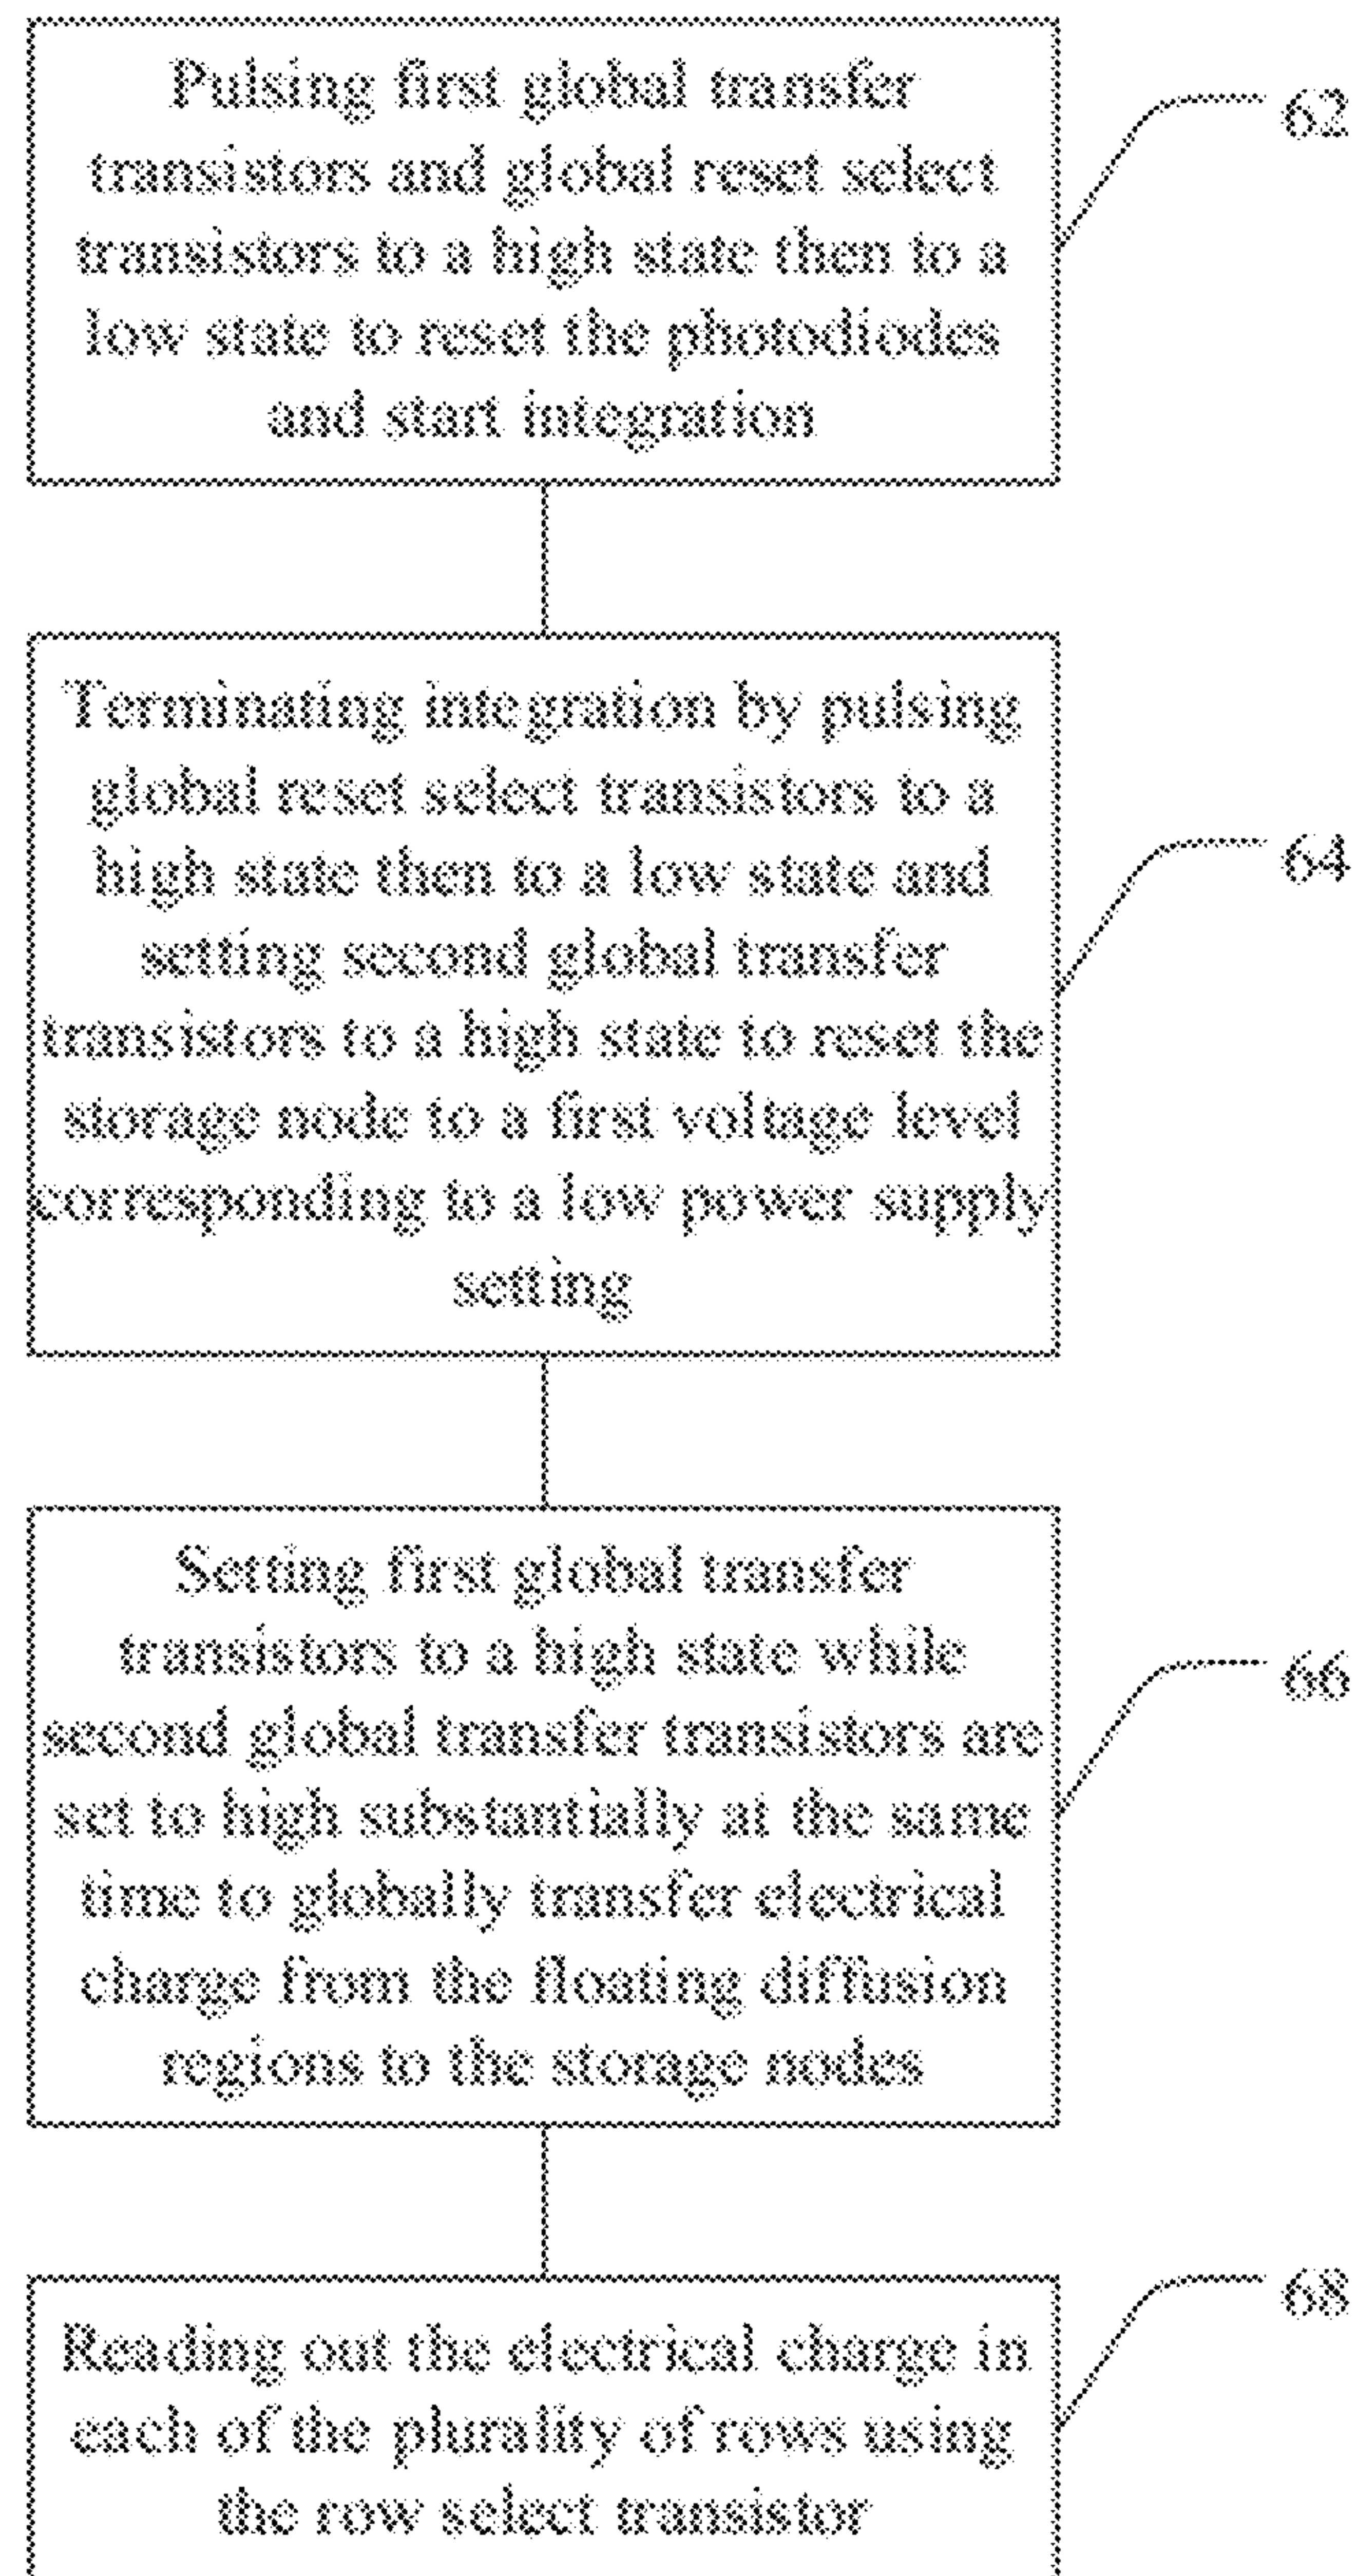 Pulsing first global transfer
transistors and global reset select
transistors to a high state then to a
low state to reset the photodiodes
and start integration
62
Terminating integration by pulsing
global reset select transistors to a
high state then to a low state and
setting second global transfer
transistors to a high state to reset the
storage node to a first voltage level
corresponding to a low power supply
setting
64
Setting first global transfer
transistors to a high state while
second global transfer transistors are
set to high substantially at the same
time to globally transfer electrical
charge from the floating diffusion
regions to the storage nodes
66
Reading out the electrical charge in
each of the plurality of rows using
the row select transistor
68